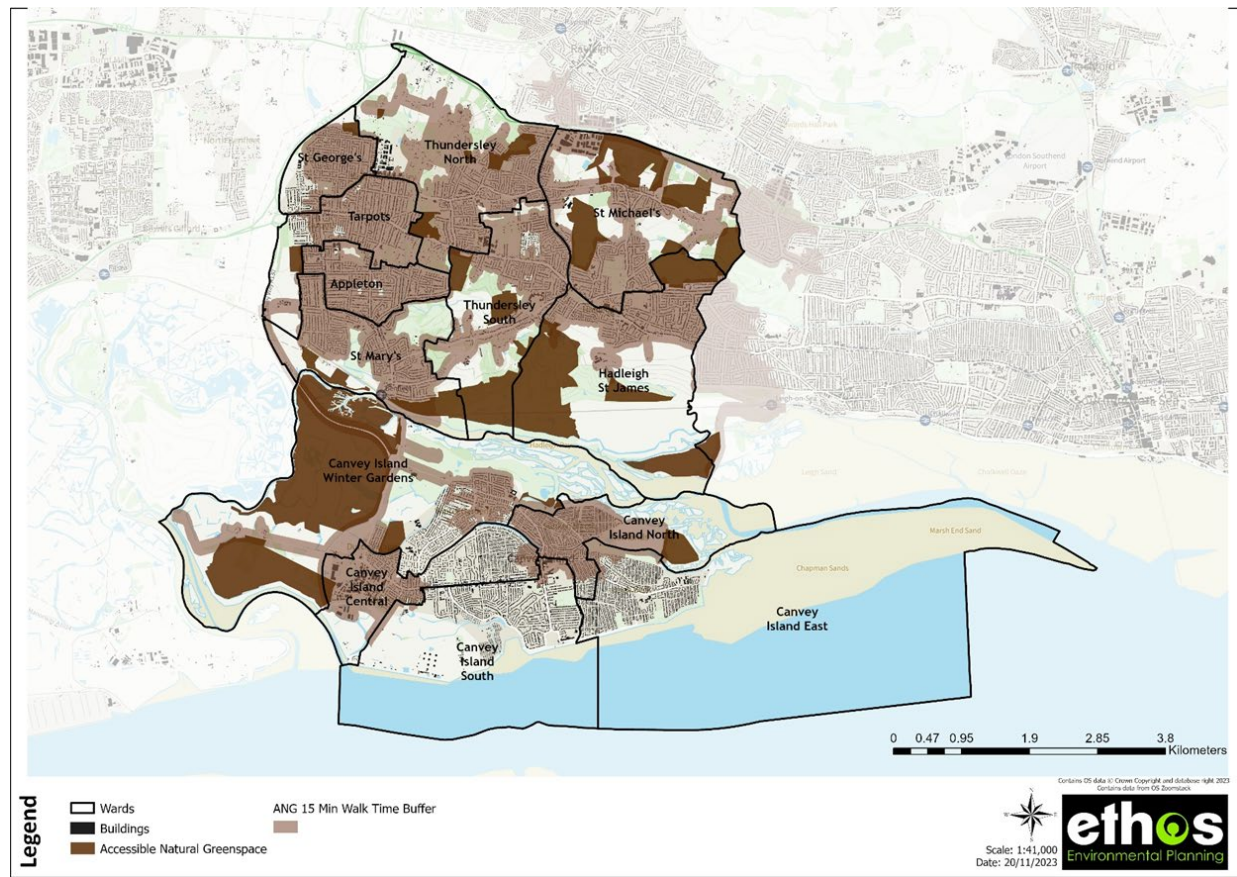 Rayleigh
St George's
Thundersley
North
Tarpots
St Michael's
London Southend
Airport
Appleton
Thundersley
South
St Mary's
Hadleigh
St James
Canvey Island
Winter Gardens
Canvey
Island North
Marsh End Sand
Chapman Sands
Canvey
Island
Central
Canvey
Island East
Canvey
Island
South
0 0.47 0.95 1.9 2.85 3.8
Kilometers
Contains OS data © Crown Copyright and database right 2023
Contains data from OS Zoomstack
Legend
Wards
Buildings
Accessible Natural Greenspace
ANG 15 Min Walk Time Buffer
Scale: 1:41,000
Date: 20/11/2023
ethos
Environmental Planning